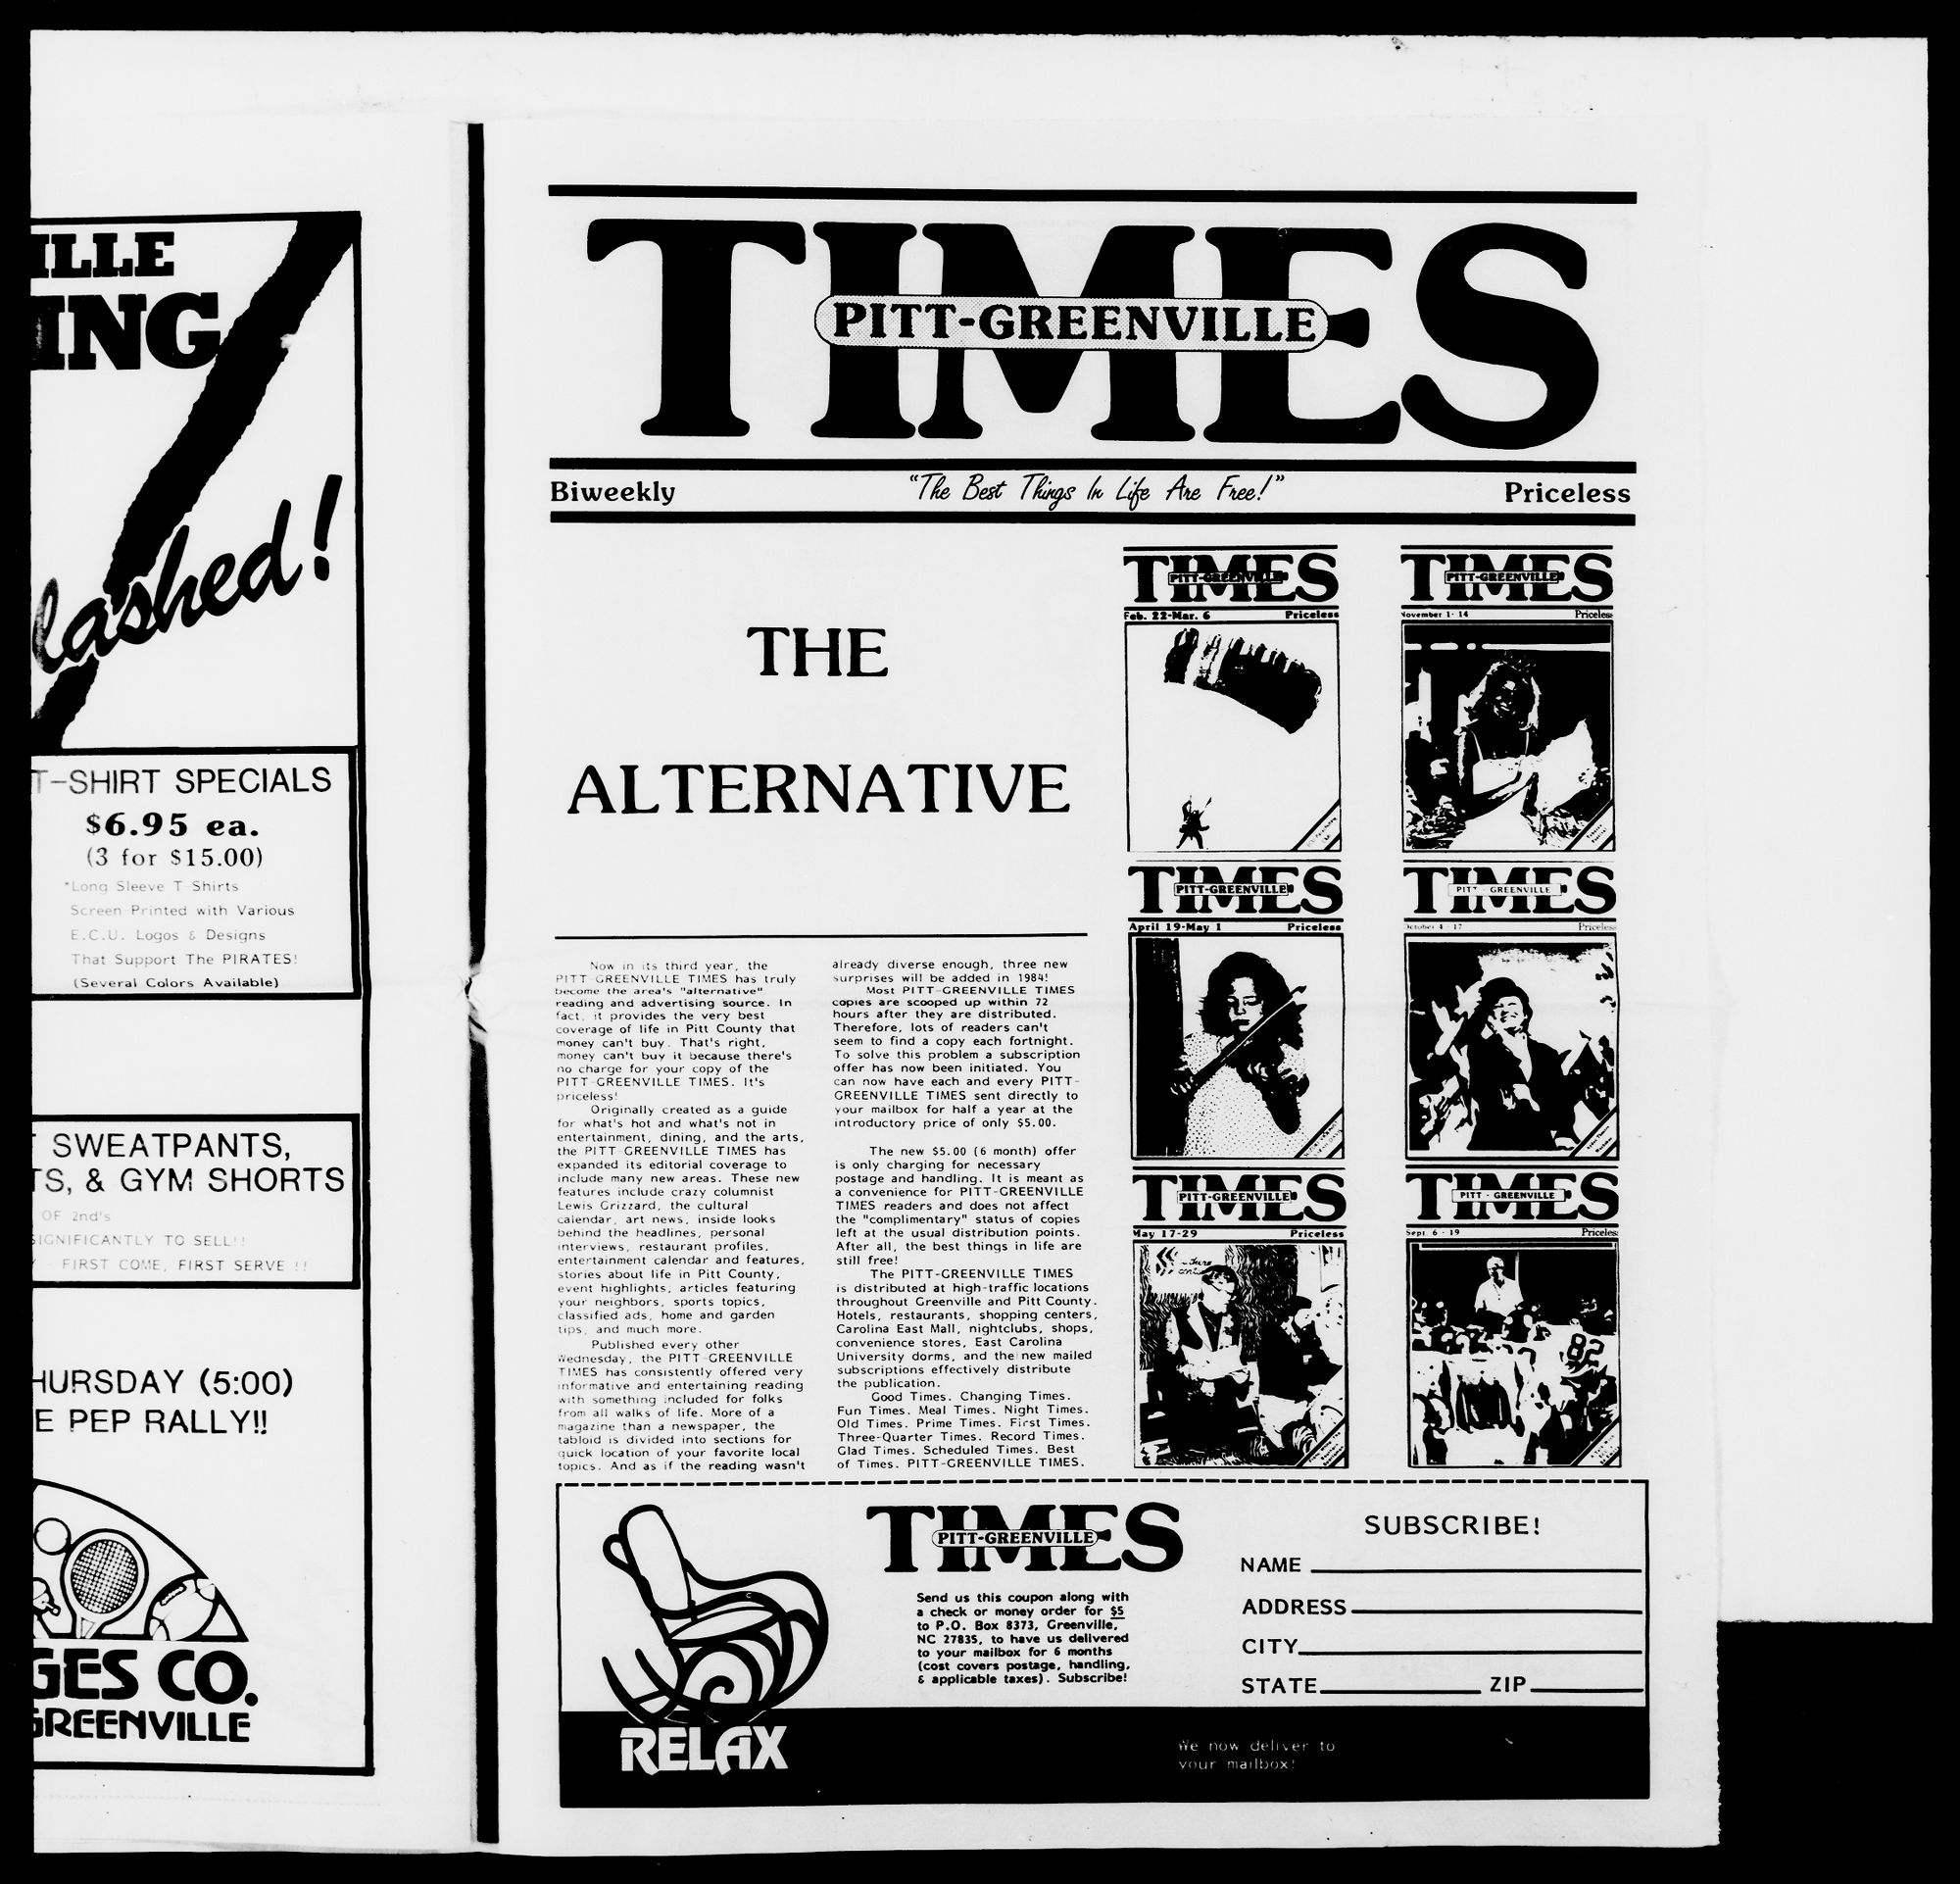 ILLE
ING
lashed!
T-SHIRT SPECIALS
$6.95 ea.
(3 for $15.00)
*Long Sleeve T-Shirts
Screen Printed with Various
E.C.U. Logos & Designs
That Support The PIRATES!
(Several Colors Available)
SWEATPANTS,
TS, & GYM SHORTS
OF 2nd's
SIGNIFICANTLY TO SELL!!
- FIRST COME, FIRST SERVE !!
HURSDAY (5:00)
E PEP RALLY!!
GES CO.
GREENVILLE
TIMES
PITT-GREENVILLE
Biweekly
"The Best Things In Life Are Free!"
Priceless
THE
ALTERNATIVE
Now in its third year, the
PITT-GREENVILLE TIMES has truly
become the area's "alternative"
reading and advertising source. In
fact, it provides the very best
coverage of life in Pitt County that
money can't buy. That's right,
money can't buy it because there's
no charge for your copy of the
PITT-GREENVILLE TIMES. It's
priceless!
Originally created as a guide
for what's hot and what's not in
entertainment, dining, and the arts,
the PITT-GREENVILLE TIMES has
expanded its editorial coverage to
include many new areas. These new
features include crazy columnist
Lewis Grizzard, the cultural
calendar, art news, inside looks
behind the headlines, personal
interviews, restaurant profiles,
entertainment calendar and features,
stories about life in Pitt County,
event highlights; articles featuring
your neighbors, sports topics,
classified ads, home and garden
tips, and much more.
Published every other
Wednesday, the PITT-GREENVILLE
TIMES has consistently offered very
informative and entertaining reading
with something included for folks
from all walks of life. More of a
magazine than a newspaper, the
tabloid is divided into sections for
quick location of your favorite local
topics. And as if the reading wasn't
already diverse enough, three new
surprises will be added in 1984!
Most PITT-GREENVILLE TIMES
copies are scooped up within 72
hours after they are distributed.
Therefore, lots of readers can't
seem to find a copy each fortnight.
To solve this problem a subscription
offer has now been initiated. You
can now have each and every PITT-
GREENVILLE TIMES sent directly to
your mailbox for half a year at the
introductory price of only $5.00.
The new $5.00 (6 month) offer
is only charging for necessary
postage and handling. It is meant as
a convenience for PITT-GREENVILLE
TIMES readers and does not affect
the "complimentary" status of copies
left at the usual distribution points.
After all, the best things in life are
still free!
The PITT-GREENVILLE TIMES
is distributed at high-traffic locations
throughout Greenville and Pitt County.
Hotels, restaurants, shopping centers,
Carolina East Mall, nightclubs, shops,
convenience stores, East Carolina
University dorms, and the new mailed
subscriptions effectively distribute
the publication.
Good Times. Changing Times.
Fun Times. Meal Times. Night Times.
Old Times. Prime Times. First Times.
Three-Quarter Times. Record Times.
Glad Times. Scheduled Times. Best
of Times. PITT-GREENVILLE TIMES.
TIMES
PITT-GREENVILLE
Feb. 22-Mar. 6 Priceless
TIMES
PITT-GREENVILLE
November 1- 14 Priceless
TIMES
PITT-GREENVILLE
April 19-May 1 Priceless
TIMES
PITT - GREENVILLE
October 4 - 17 Priceless
TIMES
PITT-GREENVILLE
May 17-29 Priceless
TIMES
PITT - GREENVILLE
Sept. 6 - 19 Priceless
82
TIMES
PITT-GREENVILLE
Send us this coupon along with
a check or money order for $5
to P.O. Box 8373, Greenville,
NC 27835, to have us delivered
to your mailbox for 6 months
(cost covers postage, handling,
& applicable taxes). Subscribe!
SUBSCRIBE!
NAME
ADDRESS
CITY
STATE ZIP
RELAX
We now deliver to
your mailbox!